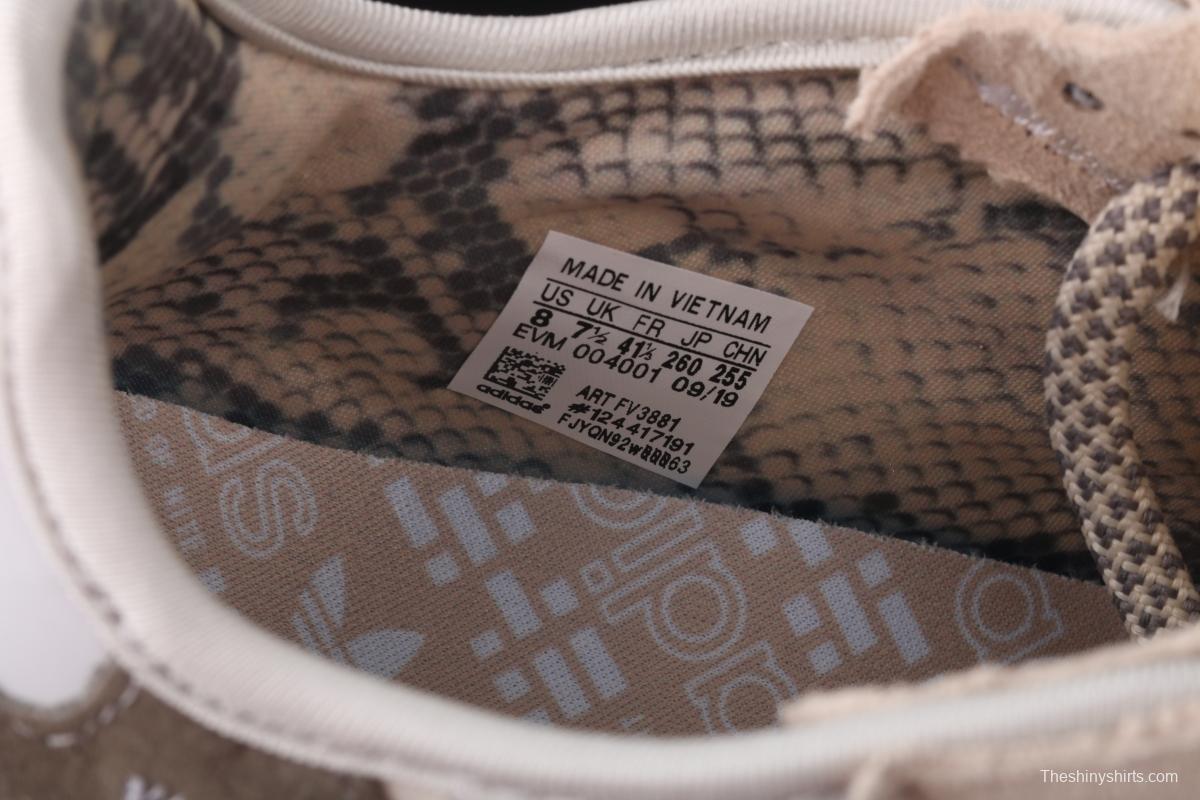 MADE IN VIETNAM
US UK FR JP CHN
8 7½ 41⅓ 260 255
EVM 004001 09/19
ART FV3881
#124417191
adidas®
adidas
Theshinyshirts.com